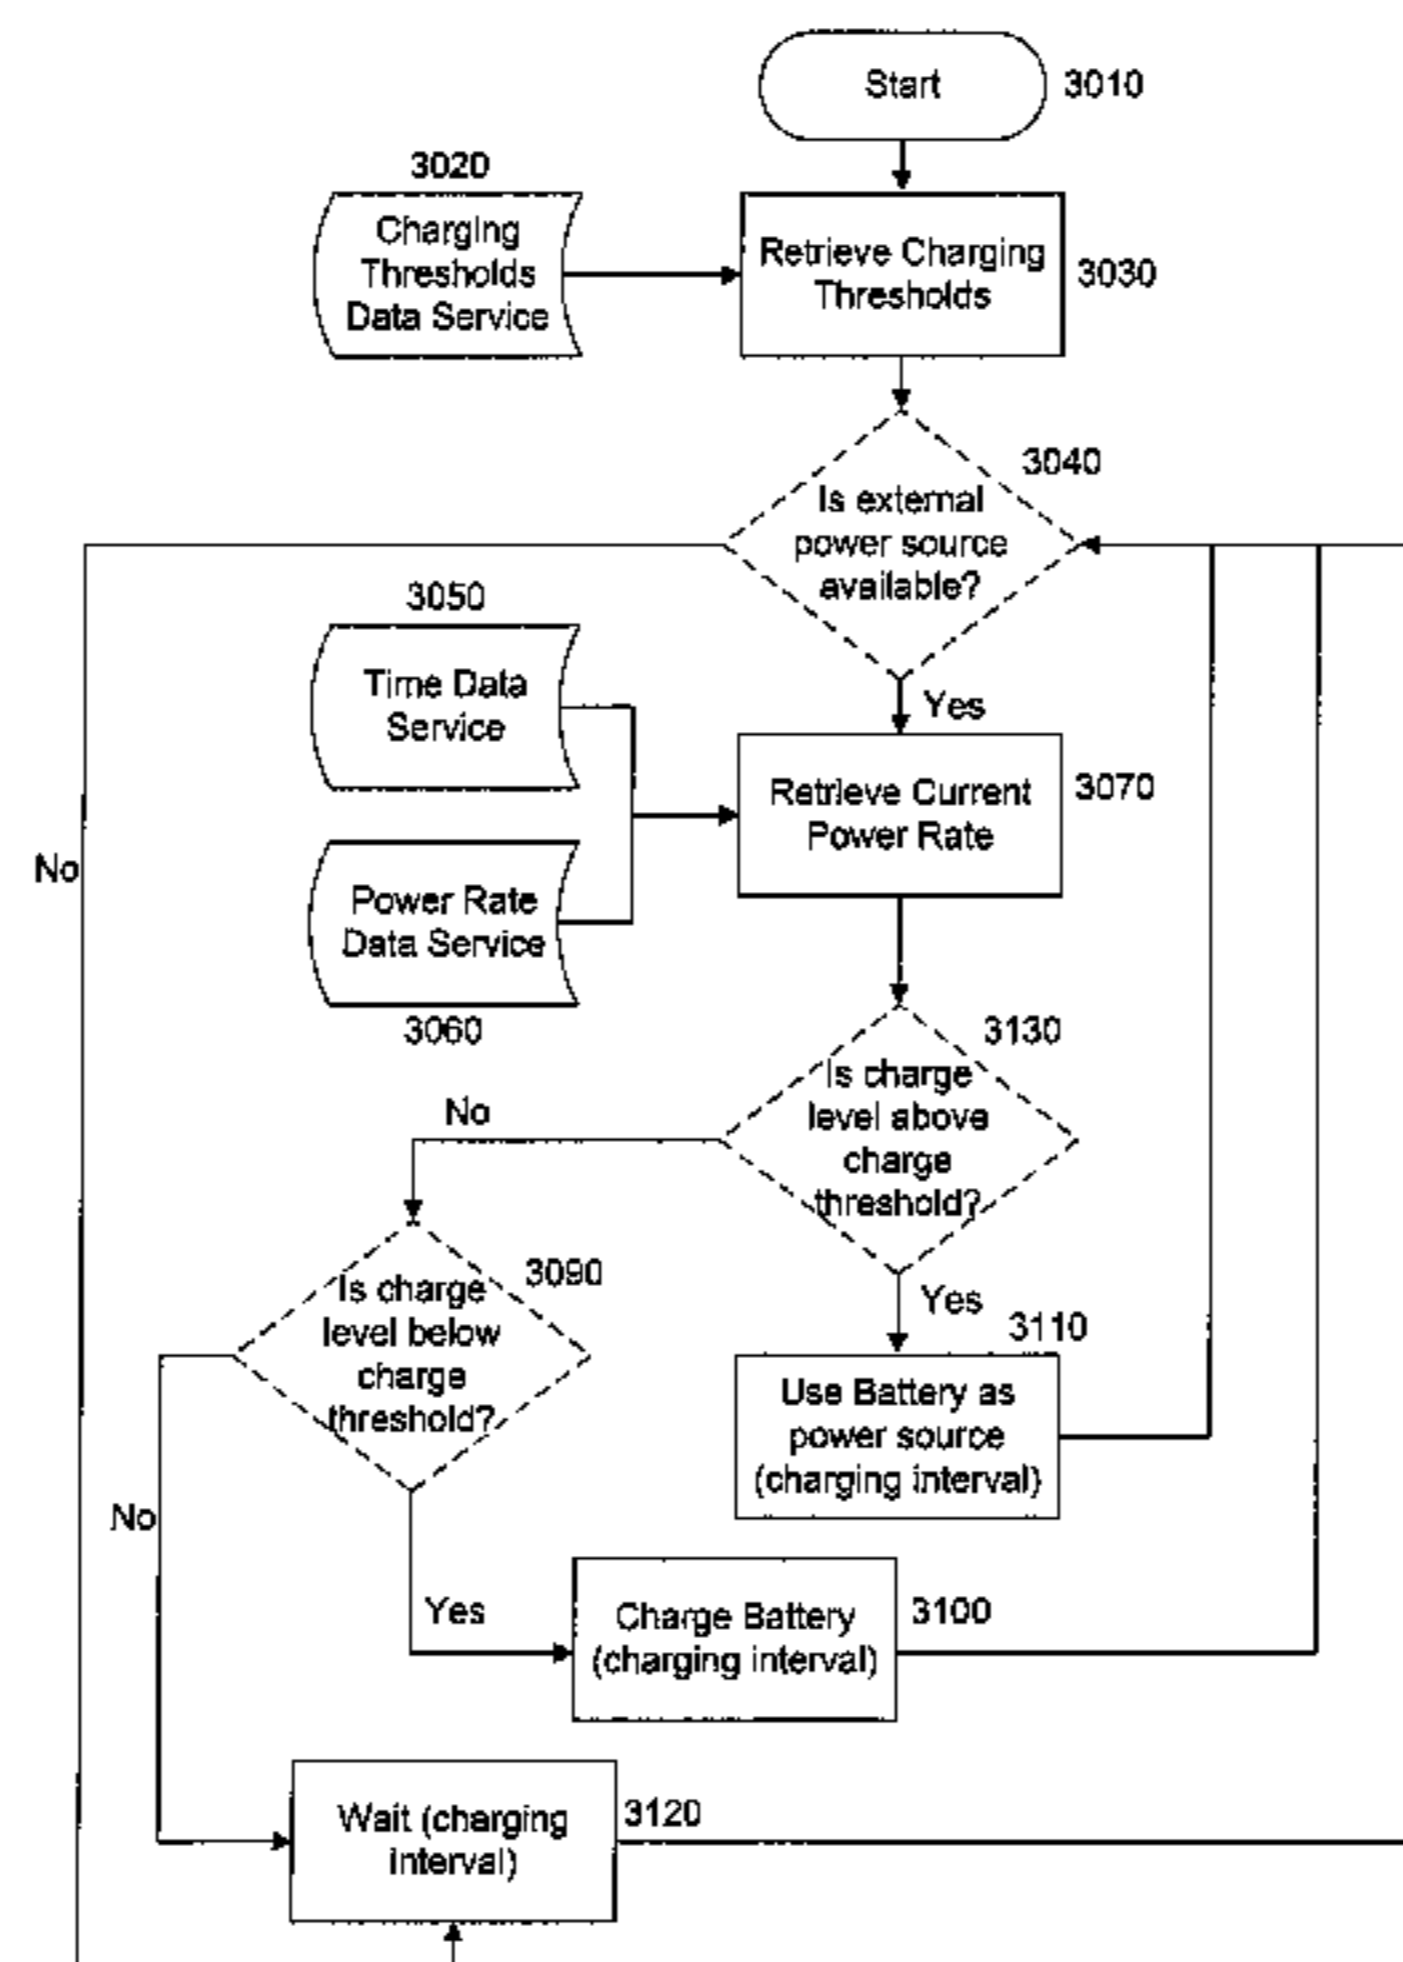 Start
3010
3020
Charging
Thresholds
Data Service
Retrieve Charging
Thresholds
3030
3040
Is external
power source
available?
3050
Time Data
Service
Yes
Retrieve Current
Power Rate
3070
No
Power Rate
Data Service
3060
3130
Is charge
level above
charge
threshold?
No
3090
Is charge
level below
charge
threshold?
Yes
3110
Use Battery as
power source
(charging interval)
No
Yes
Charge Battery
(charging interval)
3100
Wait (charging
interval)
3120